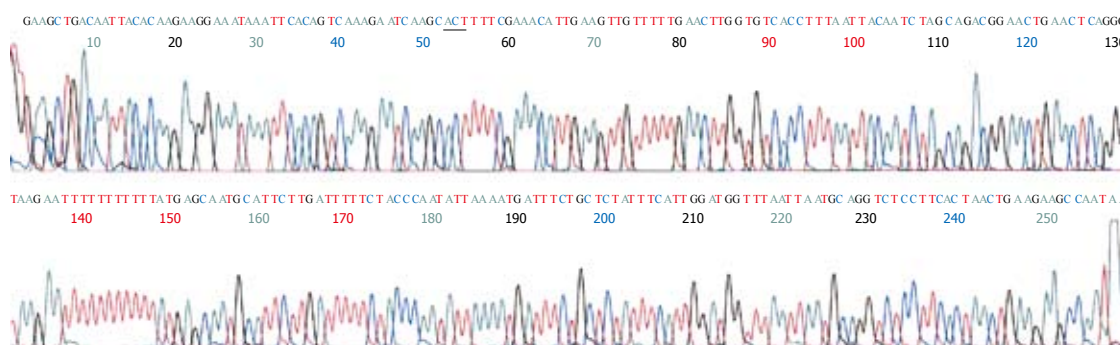 GAAGCTGACAATTACACAAGAAGGAAATAAATTCACAGTCAAAGAATCAAGCACTTTTCGAAACATTGAAGTTGTTTTTGAACTTGGTGTCACCTTTAATTACAATCTAGCAGACGGAACTGAACTCAGGG
10 20 30 40 50 60 70 80 90 100 110 120 130
TAAGAATTTTTTTTTTTATGAGCAATGCATTCTTGATTTTTCTACCCAATATTAAAATGATTTCTGCTCTATTTCATTGGATGGTTTAATTAATGCAGGTCTCCTTCACTAACTGAAGAAGCCAATA
140 150 160 170 180 190 200 210 220 230 240 250